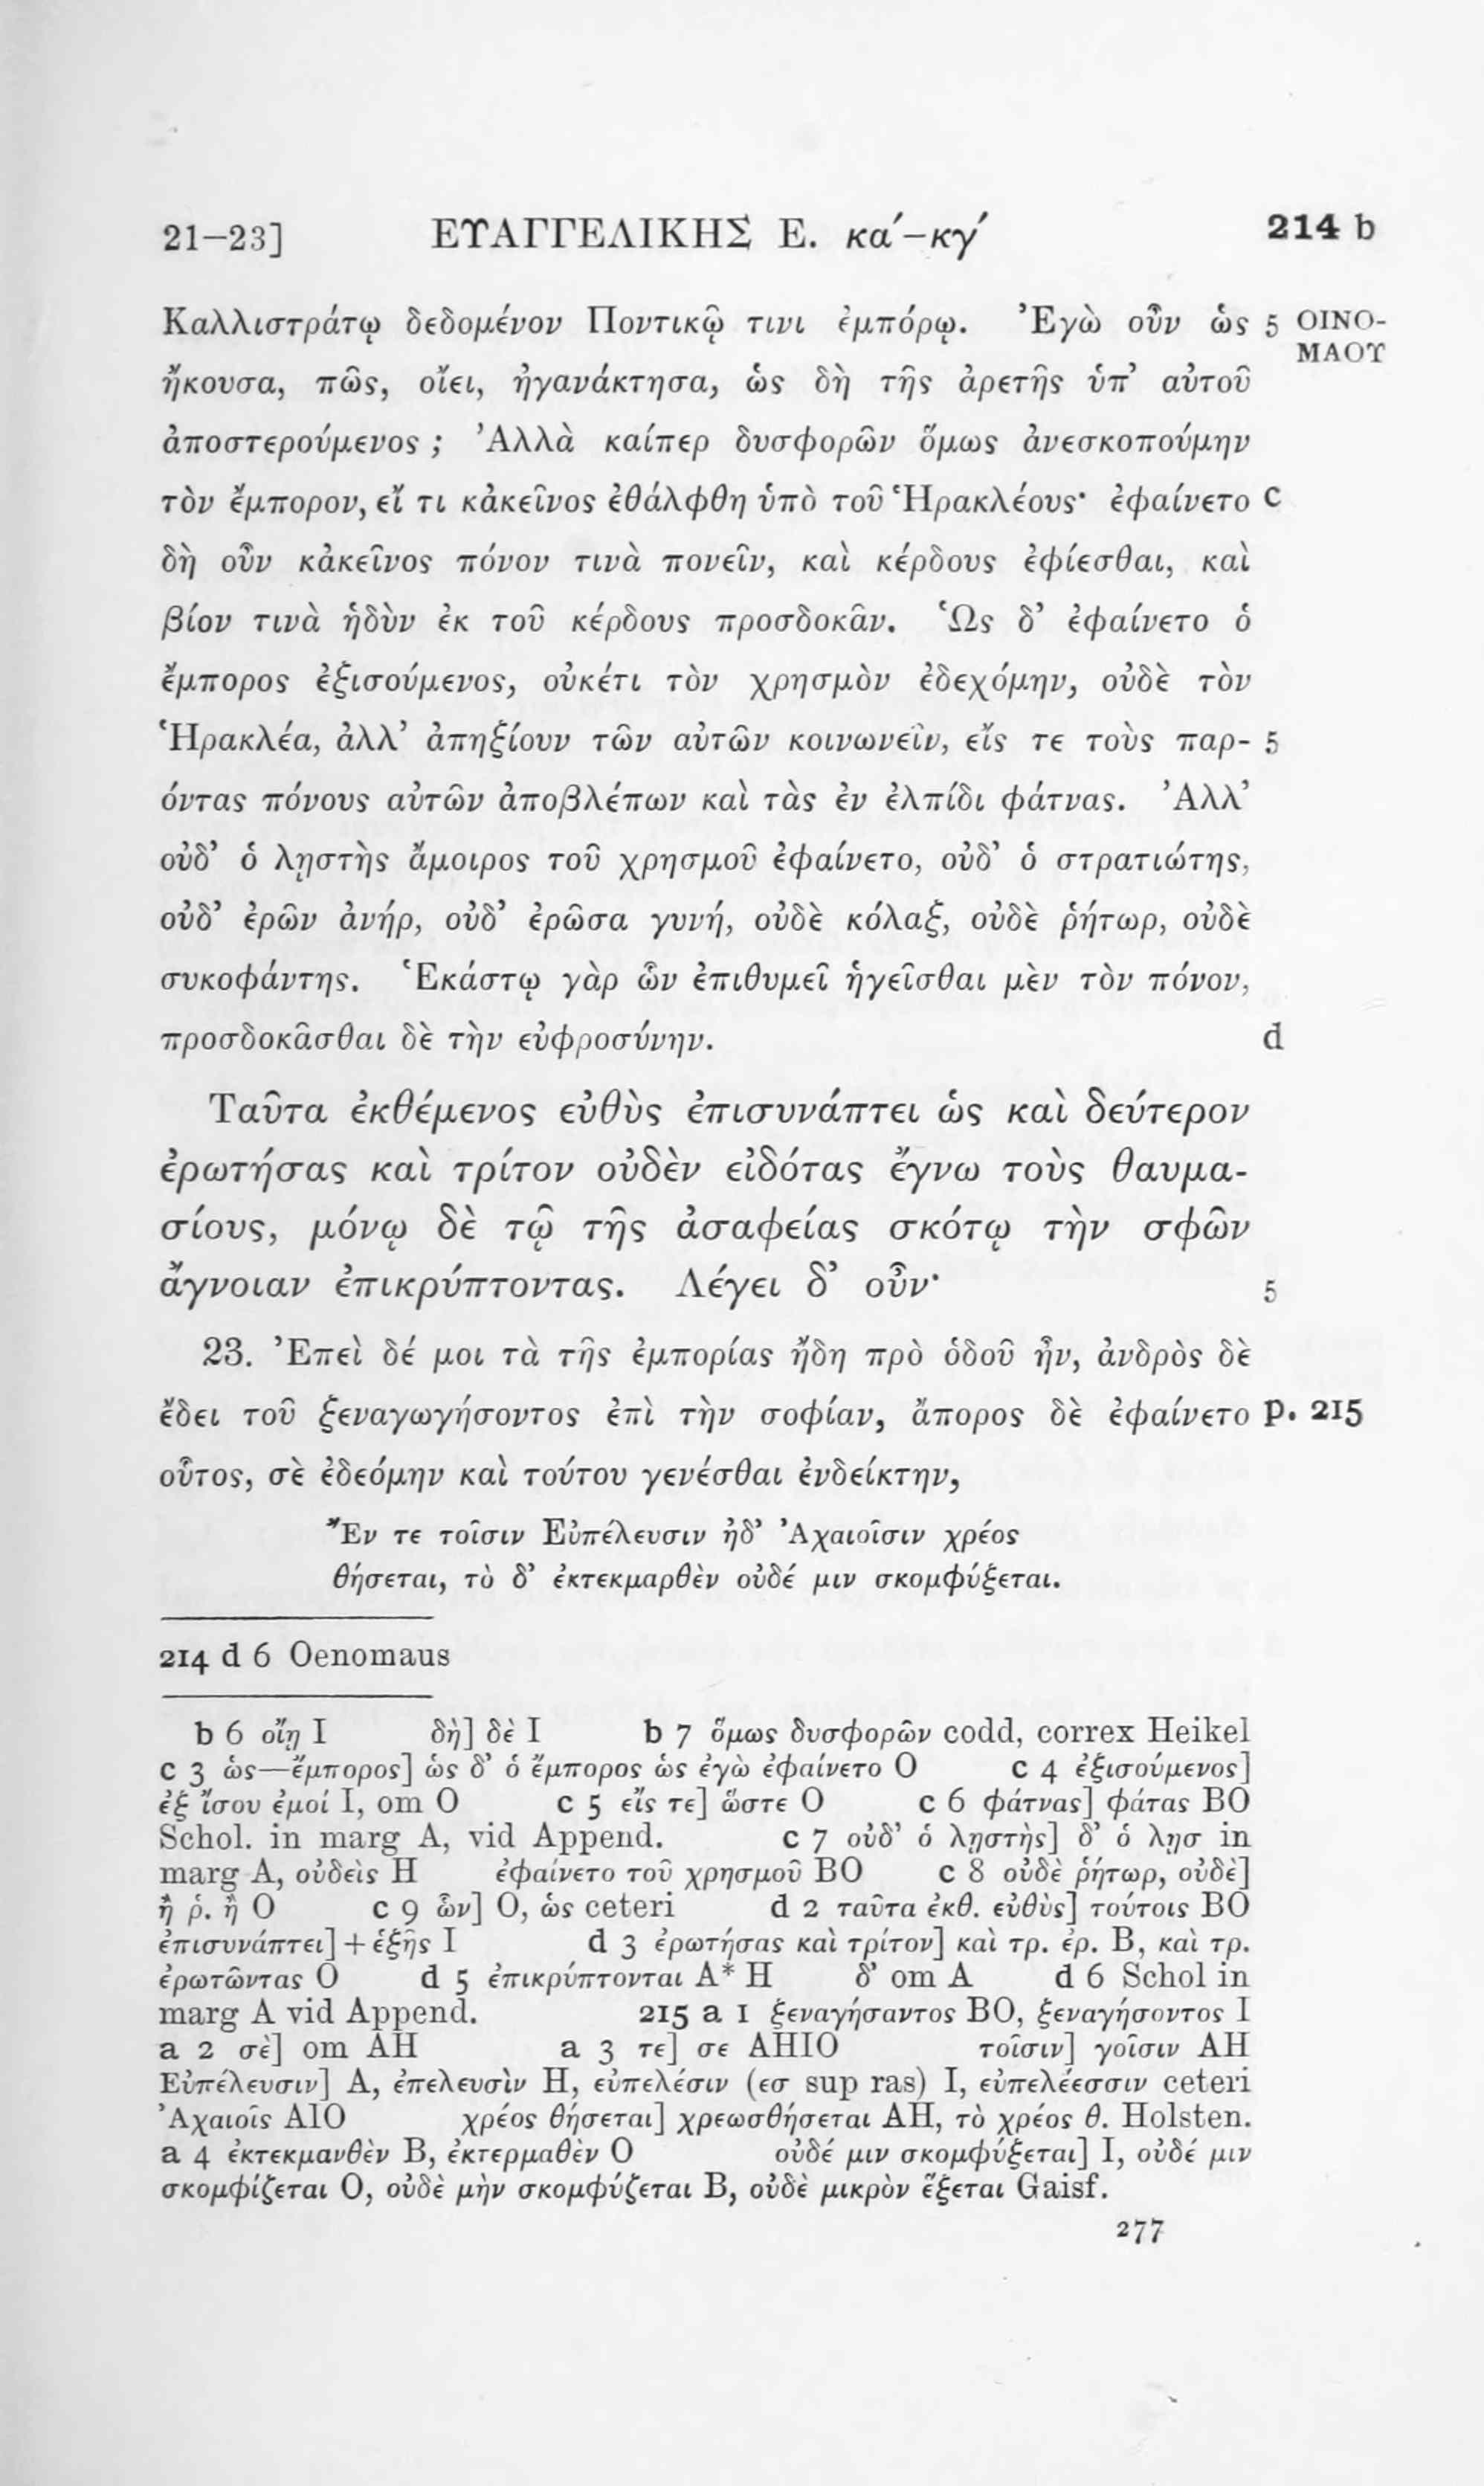 21–23] ΕΥΑΓΓΕΛΙΚΗΣ Ε. κα΄–κγ΄ 214 b
Καλλιστράτῳ δεδομένον Ποντικῷ τινι ἐμπόρῳ. Ἐγὼ οὖν ὡς 5 ΟΙΝΟ-
ΜΑΟΥ
ἤκουσα, πῶς, οἴει, ἠγανάκτησα, ὡς δὴ τῆς ἀρετῆς ὑπ’ αὐτοῦ
ἀποστερούμενος; Ἀλλὰ καίπερ δυσφορῶν ὅμως ἀνεσκοπούμην
τὸν ἔμπορον, εἴ τι κἀκεῖνος ἐθάλφθη ὑπὸ τοῦ Ἡρακλέους· ἐφαίνετο c
δὴ οὖν κἀκεῖνος πόνον τινὰ πονεῖν, καὶ κέρδους ἐφίεσθαι, καὶ
βίον τινὰ ἡδὺν ἐκ τοῦ κέρδους προσδοκᾶν. Ὡς δ’ ἐφαίνετο ὁ
ἔμπορος ἐξισούμενος, οὐκέτι τὸν χρησμὸν ἐδεχόμην, οὐδὲ τὸν
Ἡρακλέα, ἀλλ’ ἀπηξίουν τῶν αὐτῶν κοινωνεῖν, εἴς τε τοὺς παρ- 5
όντας πόνους αὐτῶν ἀποβλέπων καὶ τὰς ἐν ἐλπίδι φάτνας. Ἀλλ’
οὐδ’ ὁ λῃστὴς ἄμοιρος τοῦ χρησμοῦ ἐφαίνετο, οὐδ’ ὁ στρατιώτης,
οὐδ’ ἐρῶν ἀνήρ, οὐδ’ ἐρῶσα γυνή, οὐδὲ κόλαξ, οὐδὲ ῥήτωρ, οὐδὲ
συκοφάντης. Ἑκάστῳ γὰρ ὧν ἐπιθυμεῖ ἡγεῖσθαι μὲν τὸν πόνον,
προσδοκᾶσθαι δὲ τὴν εὐφροσύνην. d
Ταῦτα ἐκθέμενος εὐθὺς ἐπισυνάπτει ὡς καὶ δεύτερον
ἐρωτήσας καὶ τρίτον οὐδὲν εἰδότας ἔγνω τοὺς θαυμα-
σίους, μόνῳ δὲ τῷ τῆς ἀσαφείας σκότῳ τὴν σφῶν
ἄγνοιαν ἐπικρύπτοντας. Λέγει δ’ οὖν· 5
23. Ἐπεὶ δέ μοι τὰ τῆς ἐμπορίας ἤδη πρὸ ὁδοῦ ἦν, ἀνδρὸς δὲ
ἔδει τοῦ ξεναγωγήσοντος ἐπὶ τὴν σοφίαν, ἄπορος δὲ ἐφαίνετο p. 215
οὗτος, σὲ ἐδεόμην καὶ τούτου γενέσθαι ἐνδείκτην,
Ἔν τε τοῖσιν Εὐπέλευσιν ἠδ’ Ἀχαιοῖσιν χρέος
θήσεται, τὸ δ’ ἐκτεκμαρθὲν οὐδέ μιν σκομφύξεται.
214 d 6 Oenomaus
b 6 οἴῃ I δὴ] δὲ I b 7 ὅμως δυσφορῶν codd, correx Heikel
c 3 ὡς—ἔμπορος] ὡς δ’ ὁ ἔμπορος ὡς ἐγὼ ἐφαίνετο O c 4 ἐξισούμενος]
ἐξ ἴσου ἐμοί I, om O c 5 εἴς τε] ὥστε O c 6 φάτνας] φάτας BO
Schol. in marg A, vid Append. c 7 οὐδ’ ὁ λῃστὴς] δ’ ὁ λῃσ in
marg A, οὐδεὶς H ἐφαίνετο τοῦ χρησμοῦ BO c 8 οὐδὲ ῥήτωρ, οὐδὲ]
ἢ ῥ. ἢ O c 9 ὧν] O, ὡς ceteri d 2 ταῦτα ἐκθ. εὐθὺς] τούτοις BO
ἐπισυνάπτει] + ἑξῆς I d 3 ἐρωτήσας καὶ τρίτον] καὶ τρ. ἐρ. B, καὶ τρ.
ἐρωτῶντας O d 5 ἐπικρύπτονται A* H δ’ om A d 6 Schol in
marg A vid Append. 215 a 1 ξεναγήσαντος BO, ξεναγήσοντος I
a 2 σὲ] om AH a 3 τε] σε AHIO τοῖσιν] γοῖσιν AH
Εὐπέλευσιν] A, ἐπελευσὶν H, εὐπελέσιν (εσ sup ras) I, εὐπελέεσσιν ceteri
Ἀχαιοῖς AIO χρέος θήσεται] χρεωσθήσεται AH, τὸ χρέος θ. Holsten.
a 4 ἐκτεκμανθὲν B, ἐκτερμαθὲν O οὐδέ μιν σκομφύξεται] I, οὐδέ μιν
σκομφίζεται O, οὐδὲ μὴν σκομφύζεται B, οὐδὲ μικρὸν ἕξεται Gaisf.
277